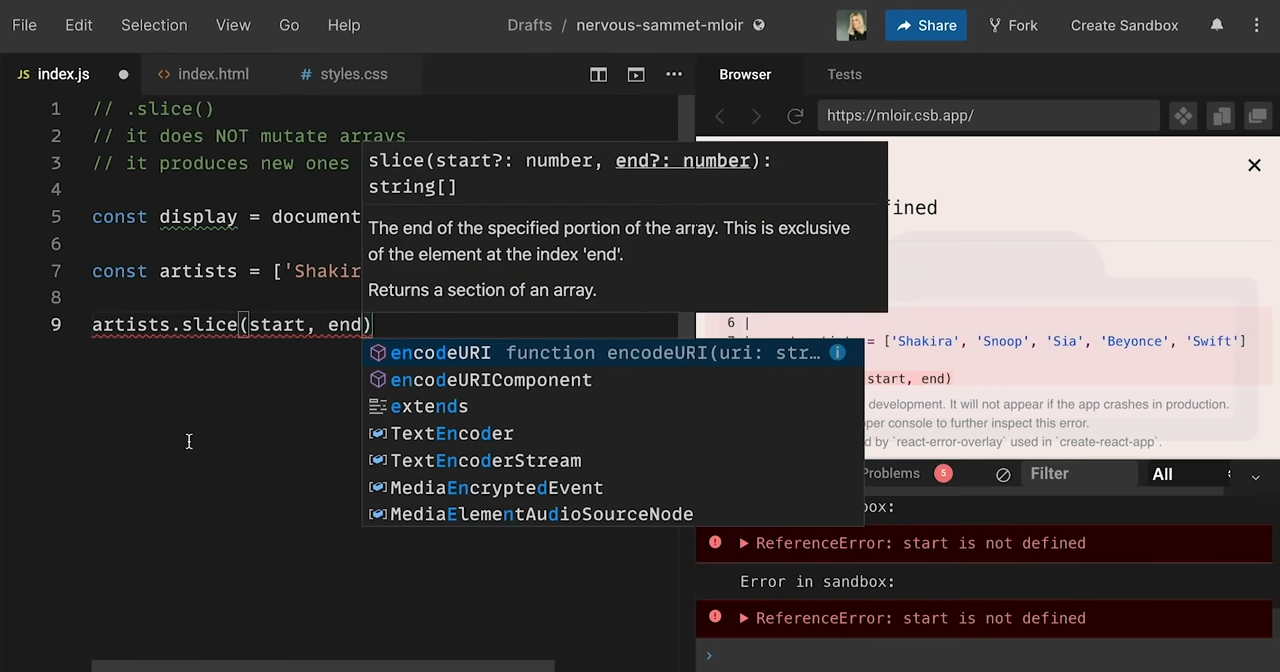 File Edit Selection View Go Help Drafts / nervous-sammet-mloir Share Fork Create Sandbox
JS index.js <> index.html # styles.css Browser Tests
https://mloir.csb.app/
1 // .slice()
2 // it does NOT mutate arrays
3 // it produces new ones
4
5 const display = document
6
7 const artists = ['Shakir
8
9 artists.slice(start, end)
slice(start?: number, end?: number):
string[]
The end of the specified portion of the array. This is exclusive
of the element at the index 'end'.
Returns a section of an array.
encodeURI function encodeURI(uri: str…
encodeURIComponent
extends
TextEncoder
TextEncoderStream
MediaEncryptedEvent
MediaElementAudioSourceNode
fined
6 |
= ['Shakira', 'Snoop', 'Sia', 'Beyonce', 'Swift']
start, end)
development. It will not appear if the app crashes in production.
per console to further inspect this error.
d by `react-error-overlay` used in `create-react-app`.
Problems 5 Filter All
box:
ReferenceError: start is not defined
Error in sandbox:
ReferenceError: start is not defined
›